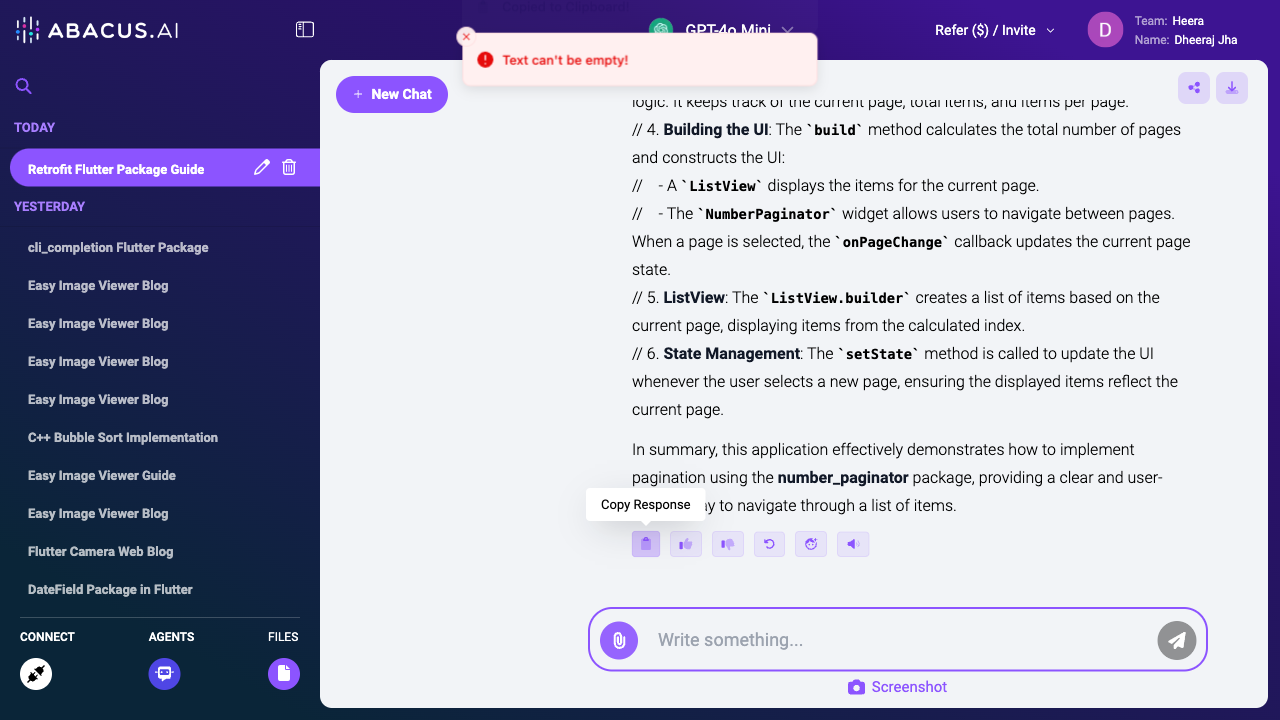 ABACUS.AI
GPT-4o Mini
Refer ($) / Invite
D
Team: Heera
Name: Dheeraj Jha
Text can't be empty!
New Chat
TODAY
Retrofit Flutter Package Guide
YESTERDAY
cli_completion Flutter Package
Easy Image Viewer Blog
Easy Image Viewer Blog
Easy Image Viewer Blog
Easy Image Viewer Blog
C++ Bubble Sort Implementation
Easy Image Viewer Guide
Easy Image Viewer Blog
Flutter Camera Web Blog
DateField Package in Flutter
CONNECT
AGENTS
FILES
logic. It keeps track of the current page, total items, and items per page.
// 4. Building the UI: The `build` method calculates the total number of pages
and constructs the UI:
// - A `ListView` displays the items for the current page.
// - The `NumberPaginator` widget allows users to navigate between pages.
When a page is selected, the `onPageChange` callback updates the current page
state.
// 5. ListView: The `ListView.builder` creates a list of items based on the
current page, displaying items from the calculated index.
// 6. State Management: The `setState` method is called to update the UI
whenever the user selects a new page, ensuring the displayed items reflect the
current page.
In summary, this application effectively demonstrates how to implement
pagination using the number_paginator package, providing a clear and user-
to navigate through a list of items.
Copy Response
Write something...
Screenshot